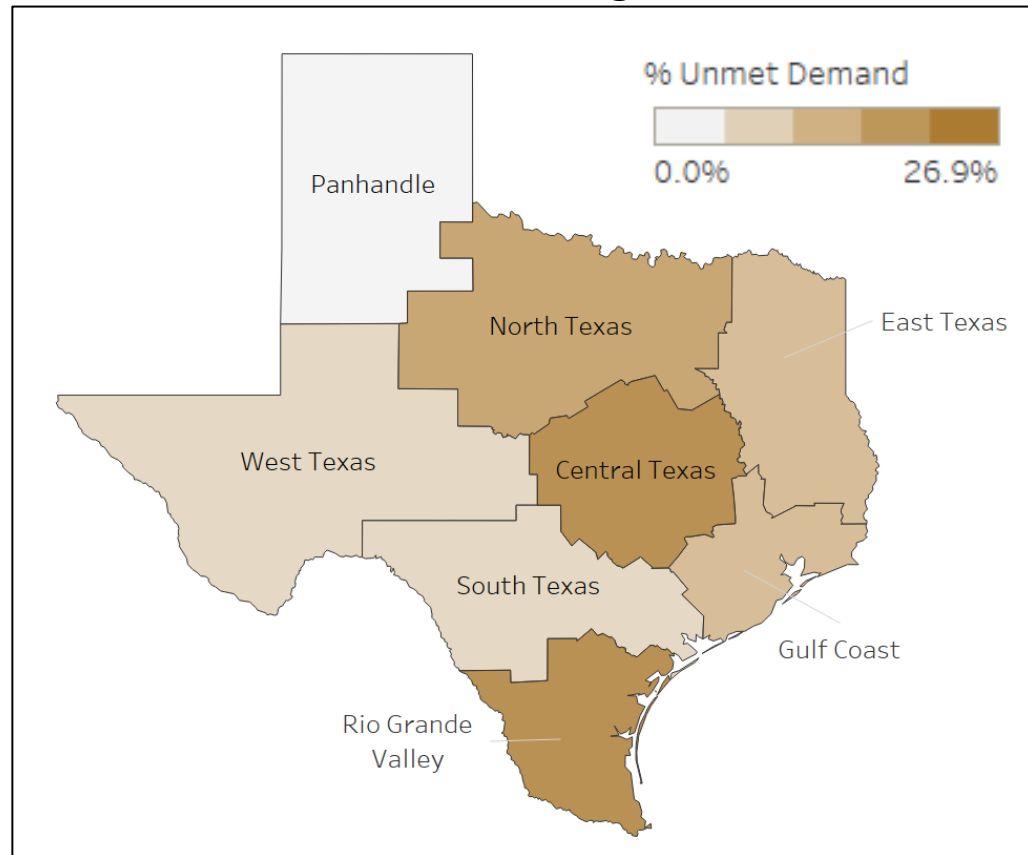 % Unmet Demand
0.0% 26.9%
Panhandle
North Texas
East Texas
West Texas
Central Texas
South Texas
Gulf Coast
Rio Grande
Valley